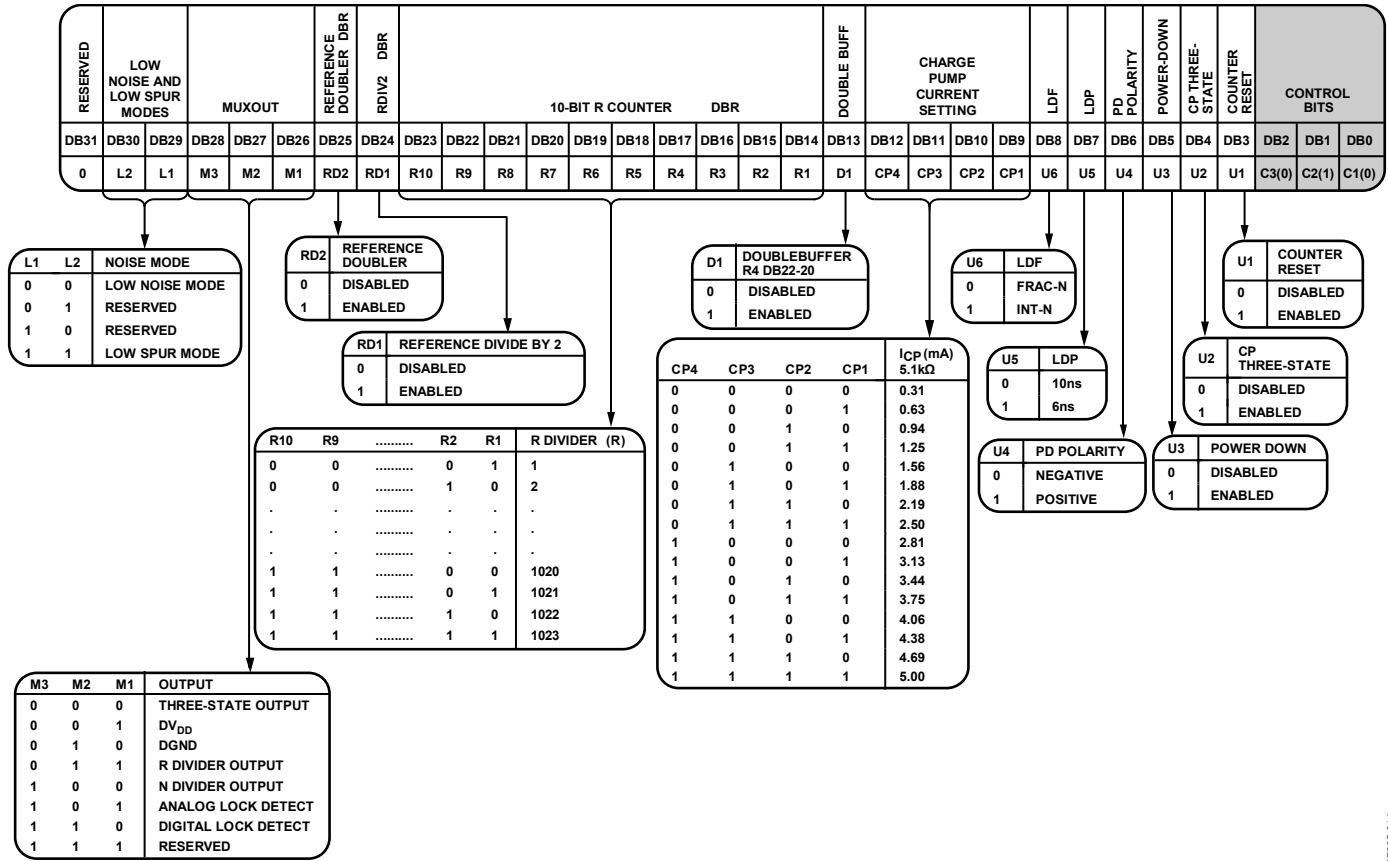 RESERVED
LOW
NOISE AND
LOW SPUR
MODES
MUXOUT
REFERENCE
DOUBLER DBR
RDIV2 DBR
10-BIT R COUNTER DBR
DOUBLE BUFF
CHARGE
PUMP
CURRENT
SETTING
LDF
LDP
PD
POLARITY
POWER-DOWN
CP THREE-
STATE
COUNTER
RESET
CONTROL
BITS
DB31 DB30 DB29 DB28 DB27 DB26 DB25 DB24 DB23 DB22 DB21 DB20 DB19 DB18 DB17 DB16 DB15 DB14 DB13 DB12 DB11 DB10 DB9 DB8 DB7 DB6 DB5 DB4 DB3 DB2 DB1 DB0
0 L2 L1 M3 M2 M1 RD2 RD1 R10 R9 R8 R7 R6 R5 R4 R3 R2 R1 D1 CP4 CP3 CP2 CP1 U6 U5 U4 U3 U2 U1 C3(0) C2(1) C1(0)
L1 L2 NOISE MODE
0 0 LOW NOISE MODE
0 1 RESERVED
1 0 RESERVED
1 1 LOW SPUR MODE
RD2 REFERENCE
DOUBLER
0 DISABLED
1 ENABLED
RD1 REFERENCE DIVIDE BY 2
0 DISABLED
1 ENABLED
R10 R9 .......... R2 R1 R DIVIDER (R)
0 0 .......... 0 1 1
0 0 .......... 1 0 2
. . .......... . . .
. . .......... . . .
. . .......... . . .
1 1 .......... 0 0 1020
1 1 .......... 0 1 1021
1 1 .......... 1 0 1022
1 1 .......... 1 1 1023
D1 DOUBLEBUFFER
R4 DB22-20
0 DISABLED
1 ENABLED
CP4 CP3 CP2 CP1 ICP (mA)
5.1kΩ
0 0 0 0 0.31
0 0 0 1 0.63
0 0 1 0 0.94
0 0 1 1 1.25
0 1 0 0 1.56
0 1 0 1 1.88
0 1 1 0 2.19
0 1 1 1 2.50
1 0 0 0 2.81
1 0 0 1 3.13
1 0 1 0 3.44
1 0 1 1 3.75
1 1 0 0 4.06
1 1 0 1 4.38
1 1 1 0 4.69
1 1 1 1 5.00
U6 LDF
0 FRAC-N
1 INT-N
U5 LDP
0 10ns
1 6ns
U4 PD POLARITY
0 NEGATIVE
1 POSITIVE
U3 POWER DOWN
0 DISABLED
1 ENABLED
U2 CP
THREE-STATE
0 DISABLED
1 ENABLED
U1 COUNTER
RESET
0 DISABLED
1 ENABLED
M3 M2 M1 OUTPUT
0 0 0 THREE-STATE OUTPUT
0 0 1 DVDD
0 1 0 DGND
0 1 1 R DIVIDER OUTPUT
1 0 0 N DIVIDER OUTPUT
1 0 1 ANALOG LOCK DETECT
1 1 0 DIGITAL LOCK DETECT
1 1 1 RESERVED